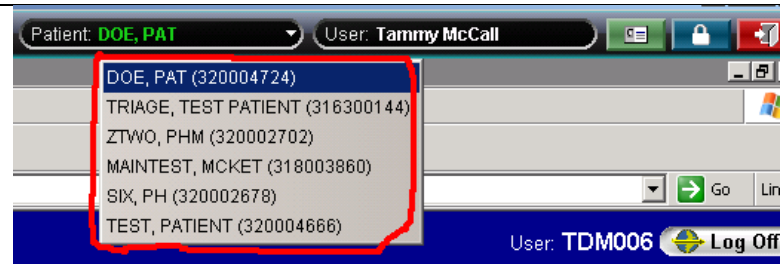 Patient: DOE, PAT User: Tammy McCall
DOE, PAT (320004724)
TRIAGE, TEST PATIENT (316300144)
ZTWO, PHM (320002702)
MAINTEST, MCKET (318003860)
SIX, PH (320002678)
TEST, PATIENT (320004666)
Go
User: TDM006 Log Off